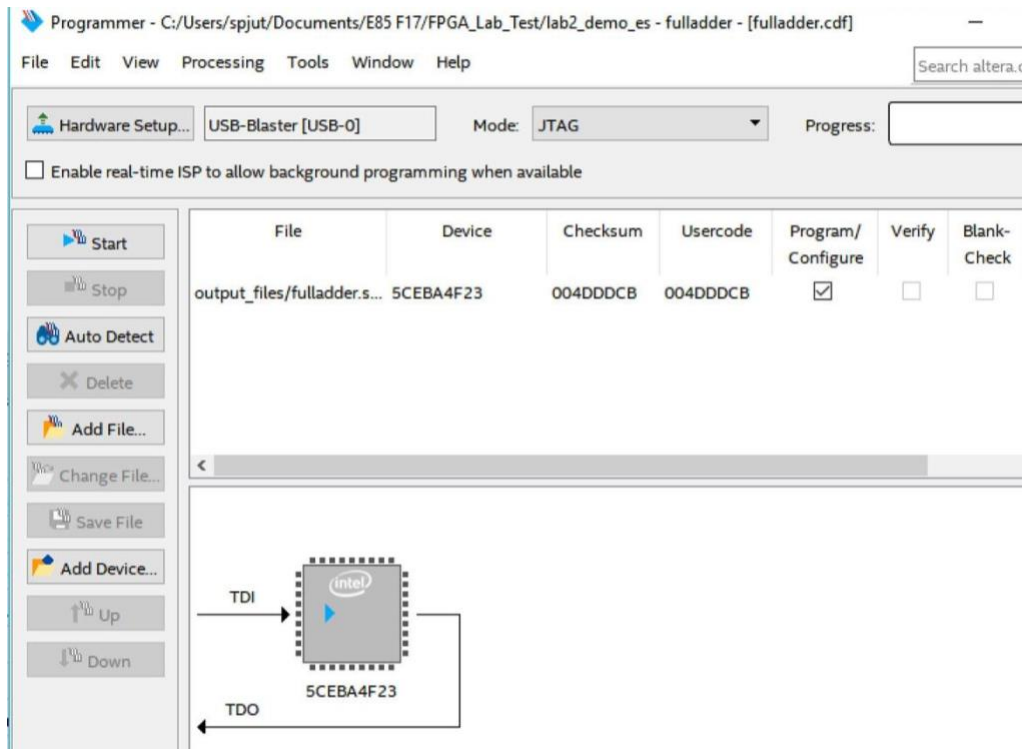 Programmer - C:/Users/spjut/Documents/E85 F17/FPGA_Lab_Test/lab2_demo_es - fulladder - [fulladder.cdf]
File Edit View Processing Tools Window Help
Search altera.
Hardware Setup... USB-Blaster [USB-0] Mode: JTAG Progress:
Enable real-time ISP to allow background programming when available
Start
Stop
Auto Detect
Delete
Add File...
Change File...
Save File
Add Device...
Up
Down
File Device Checksum Usercode Program/ Verify Blank-
Configure Check
output_files/fulladder.s... 5CEBA4F23 004DDDCB 004DDDCB
intel
TDI
5CEBA4F23
TDO